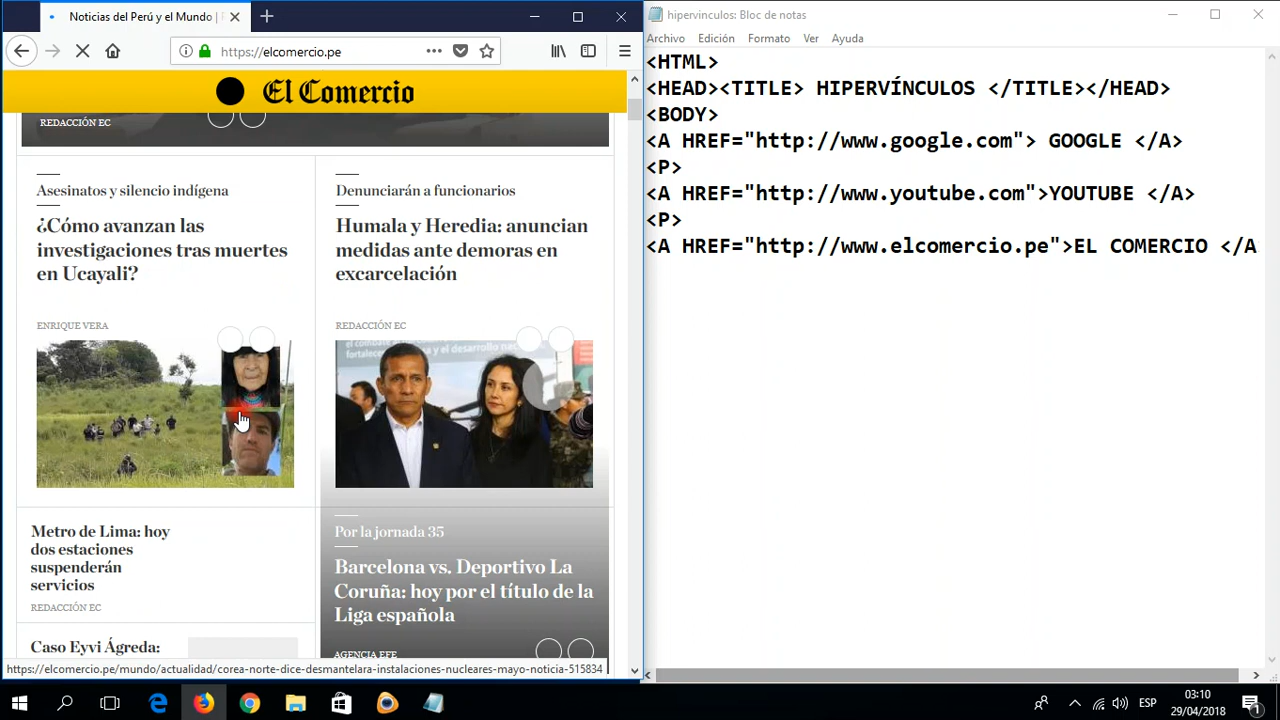 Noticias del Perú y el Mundo |
hipervinculos: Bloc de notas
https://elcomercio.pe
Archivo Edición Formato Ver Ayuda
El Comercio
REDACCIÓN EC
Asesinatos y silencio indígena
¿Cómo avanzan las
investigaciones tras muertes
en Ucayali?
ENRIQUE VERA
Denunciarán a funcionarios
Humala y Heredia: anuncian
medidas ante demoras en
excarcelación
REDACCIÓN EC
Metro de Lima: hoy
dos estaciones
suspenderán
servicios
REDACCIÓN EC
Caso Eyvi Ágreda:
Por la jornada 35
Barcelona vs. Deportivo La
Coruña: hoy por el título de la
Liga española
AGENCIA EFE
https://elcomercio.pe/mundo/actualidad/corea-norte-dice-desmantelara-instalaciones-nucleares-mayo-noticia-515834
<HTML>
<HEAD><TITLE> HIPERVÍNCULOS </TITLE></HEAD>
<BODY>
<A HREF="http://www.google.com"> GOOGLE </A>
<P>
<A HREF="http://www.youtube.com">YOUTUBE </A>
<P>
<A HREF="http://www.elcomercio.pe">EL COMERCIO </A
ESP
03:10
29/04/2018
1